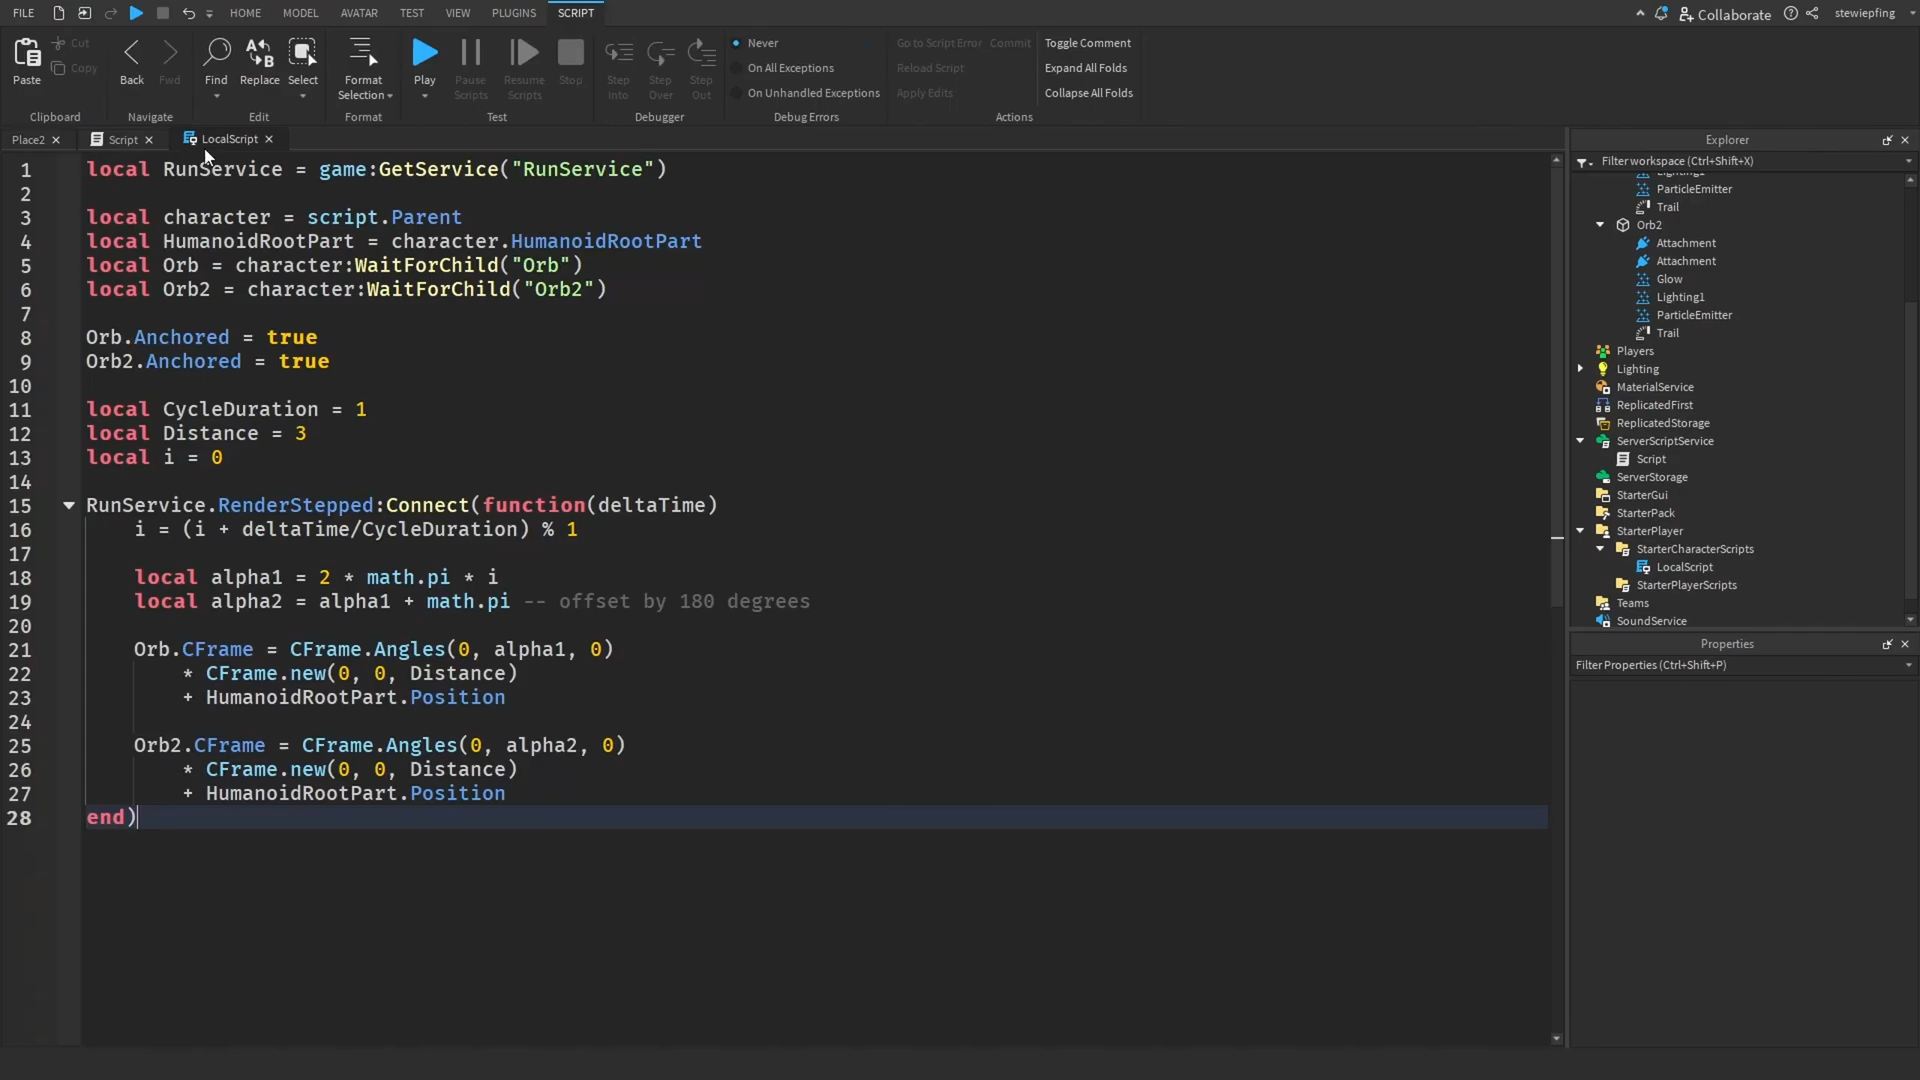 FILE HOME MODEL AVATAR TEST VIEW PLUGINS SCRIPT Collaborate stewiepfing
Paste Cut Copy Back Fwd Find Replace Select Format Selection Play Pause Scripts Resume Scripts Stop Step Into Step Over Step Out
Never
On All Exceptions
On Unhandled Exceptions
Go to Script Error Commit
Reload Script
Apply Edits
Toggle Comment
Expand All Folds
Collapse All Folds
Clipboard Navigate Edit Format Test Debugger Debug Errors Actions
Place2 Script LocalScript
1 local RunService = game:GetService("RunService")
2
3 local character = script.Parent
4 local HumanoidRootPart = character.HumanoidRootPart
5 local Orb = character:WaitForChild("Orb")
6 local Orb2 = character:WaitForChild("Orb2")
7
8 Orb.Anchored = true
9 Orb2.Anchored = true
10
11 local CycleDuration = 1
12 local Distance = 3
13 local i = 0
14
15 RunService.RenderStepped:Connect(function(deltaTime)
16 i = (i + deltaTime/CycleDuration) % 1
17
18 local alpha1 = 2 * math.pi * i
19 local alpha2 = alpha1 + math.pi -- offset by 180 degrees
20
21 Orb.CFrame = CFrame.Angles(0, alpha1, 0)
22 * CFrame.new(0, 0, Distance)
23 + HumanoidRootPart.Position
24
25 Orb2.CFrame = CFrame.Angles(0, alpha2, 0)
26 * CFrame.new(0, 0, Distance)
27 + HumanoidRootPart.Position
28 end)
Explorer
Filter workspace (Ctrl+Shift+X)
Lighting1
ParticleEmitter
Trail
Orb2
Attachment
Attachment
Glow
Lighting1
ParticleEmitter
Trail
Players
Lighting
MaterialService
ReplicatedFirst
ReplicatedStorage
ServerScriptService
Script
ServerStorage
StarterGui
StarterPack
StarterPlayer
StarterCharacterScripts
LocalScript
StarterPlayerScripts
Teams
SoundService
Properties
Filter Properties (Ctrl+Shift+P)